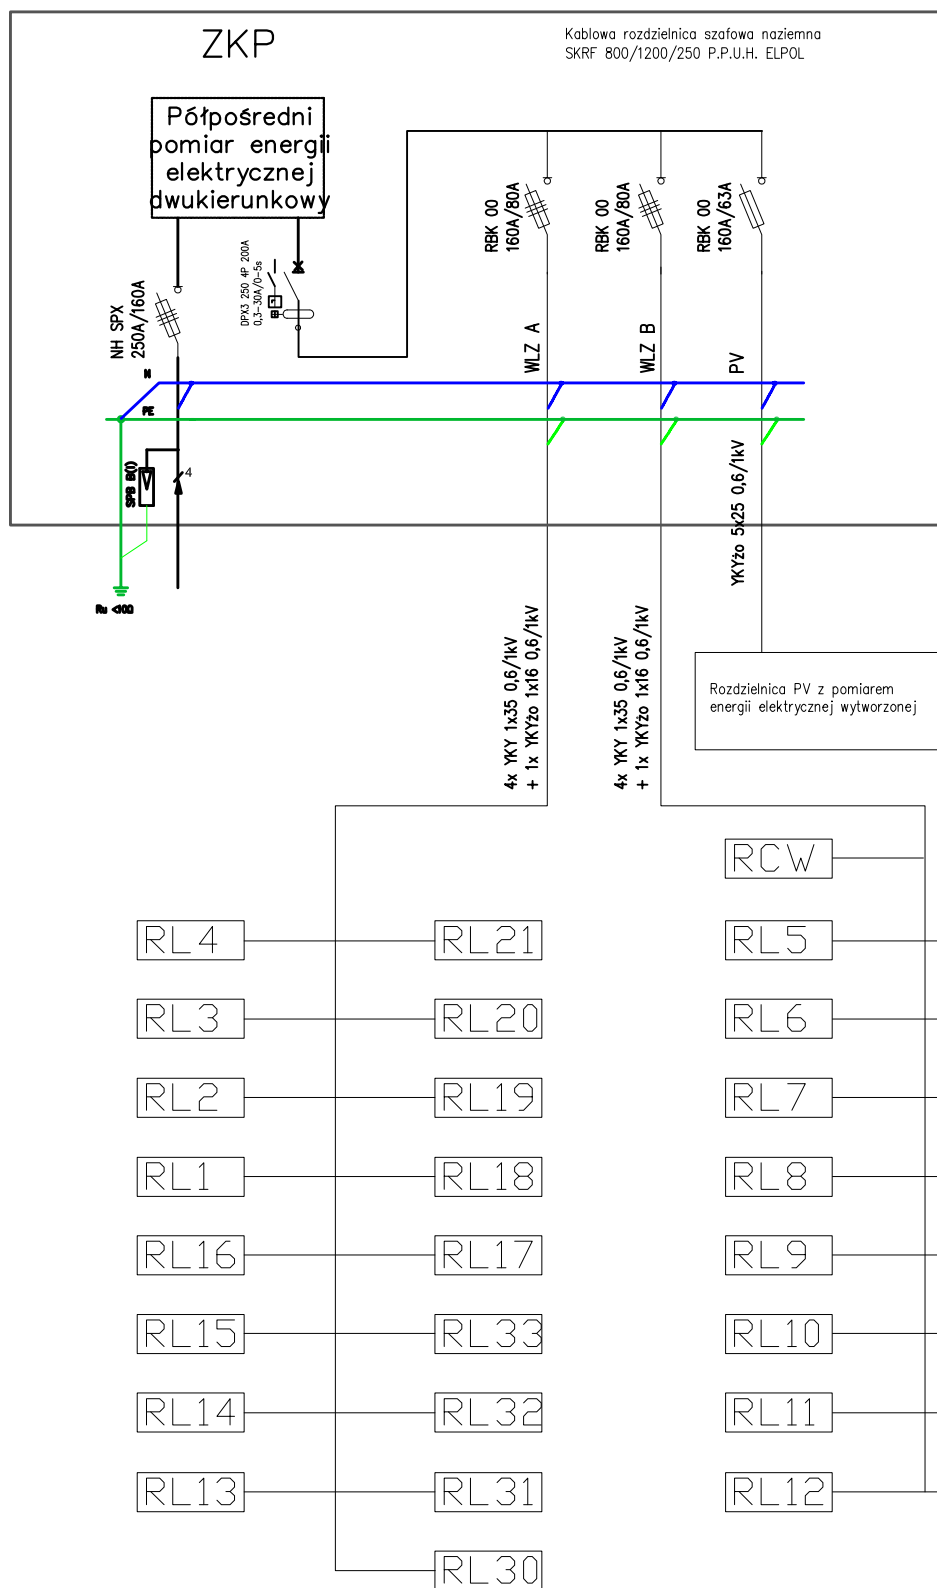 ZKP
Kablowa rozdzielnica szafowa naziemna
SKRF 800/1200/250 P.P.U.H. ELPOL
Półpośredni
pomiar energii
elektrycznej
dwukierunkowy
NH SPX
250A/160A
DPX3 250 4P 200A
0,3-30A/0-5s
RBK 00
160A/80A
RBK 00
160A/80A
RBK 00
160A/63A
WLZ A
WLZ B
PV
N
PE
SPB B(I)
4
Ru <10Ω
YKYżo 5x25 0,6/1kV
4x YKY 1x35 0,6/1kV
+ 1x YKYżo 1x16 0,6/1kV
4x YKY 1x35 0,6/1kV
+ 1x YKYżo 1x16 0,6/1kV
Rozdzielnica PV z pomiarem
energii elektrycznej wytworzonej
RCW
RL4 RL21 RL5
RL3 RL20 RL6
RL2 RL19 RL7
RL1 RL18 RL8
RL16 RL17 RL9
RL15 RL33 RL10
RL14 RL32 RL11
RL13 RL31 RL12
RL30